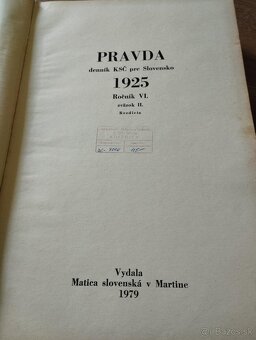 PRAVDA
denník KSČ pre Slovensko
1925
Ročník VI.
zväzok II.
Vydala
Matica slovenská v Martine
1979